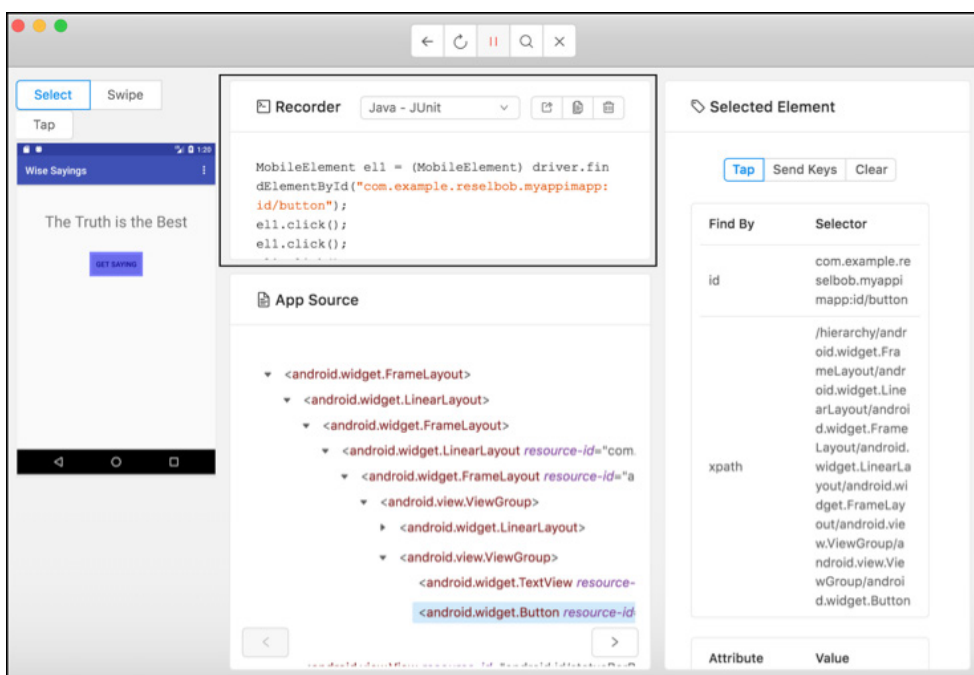 Select
Swipe
Tap
1:20
Wise Sayings
The Truth is the Best
GET SAYING
Recorder
Java - JUnit
MobileElement el1 = (MobileElement) driver.fin
dElementById("com.example.reselbob.myappimapp:
id/button");
el1.click();
el1.click();
App Source
<android.widget.FrameLayout>
<android.widget.LinearLayout>
<android.widget.FrameLayout>
<android.widget.LinearLayout resource-id="com.
<android.widget.FrameLayout resource-id="a
<android.view.ViewGroup>
<android.widget.LinearLayout>
<android.view.ViewGroup>
<android.widget.TextView resource-
<android.widget.Button resource-id
Selected Element
Tap
Send Keys
Clear
Find By
Selector
id
com.example.re
selbob.myappi
mapp:id/button
xpath
/hierarchy/andr
oid.widget.Fra
meLayout/andr
oid.widget.Line
arLayout/androi
d.widget.Frame
Layout/android.
widget.LinearLa
yout/android.wi
dget.FrameLay
out/android.vie
w.ViewGroup/a
ndroid.view.Vie
wGroup/androi
d.widget.Button
Attribute
Value